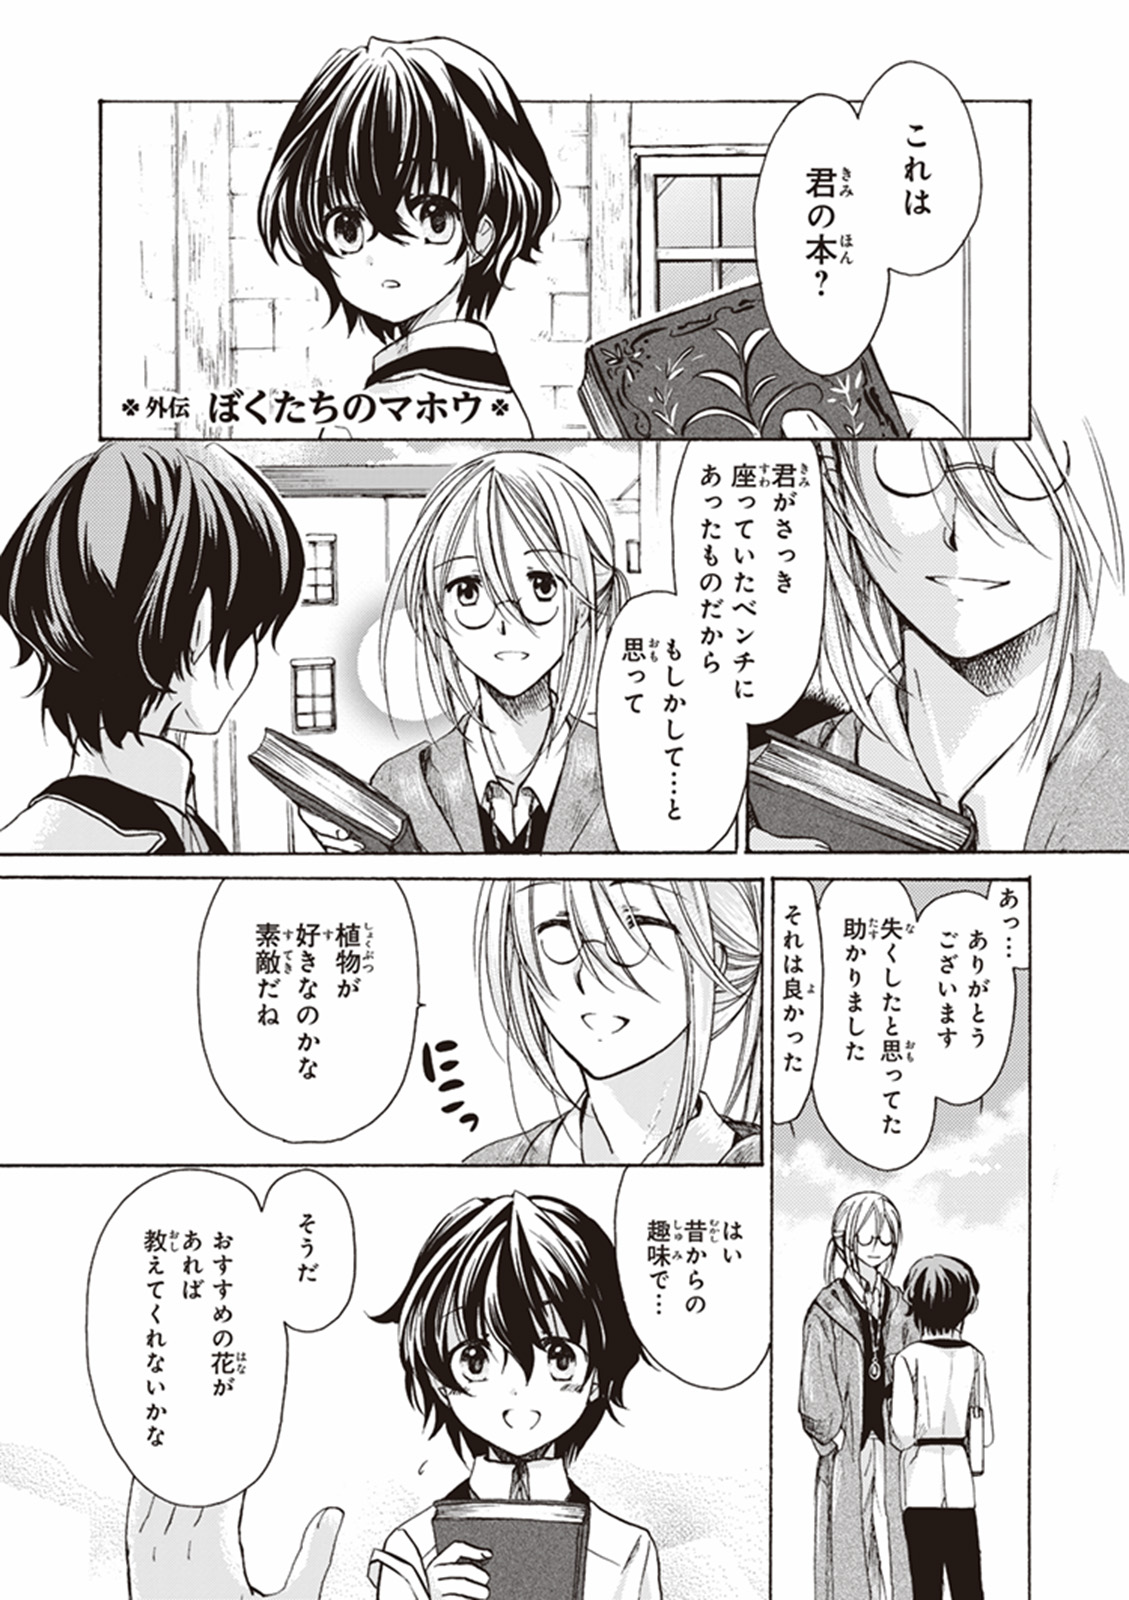 これは
君の本？
外伝 ぼくたちのマホウ
君がさっき
座っていたベンチに
あったものだから
もしかして…と
思って
あっ…
ありがとう
ございます
失くしたと思ってた
助かりました
それは良かった
植物が
好きなのかな
素敵だね
にこっ
はい
昔からの
趣味で…
そうだ
おすすめの花が
あれば
教えてくれないかな